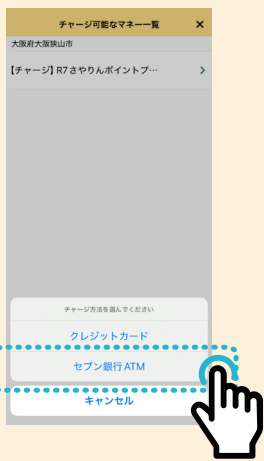 チャージ可能なマネー一覧 ×
大阪府大阪狭山市
【チャージ】R7さやりんポイントプ…
チャージ方法を選んでください
クレジットカード
セブン銀行ATM
キャンセル